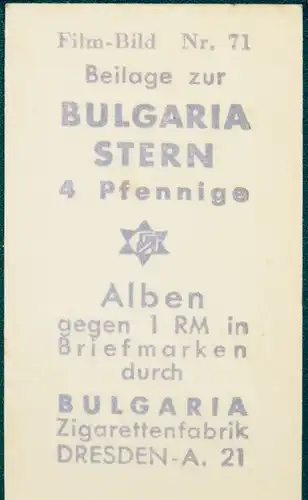 Film-Bild Nr. 71
Beilage zur
BULGARIA
STERN
4 Pfennige
Alben
gegen 1 RM in
Briefmarken
durch
BULGARIA
Zigarettenfabrik
DRESDEN-A. 21